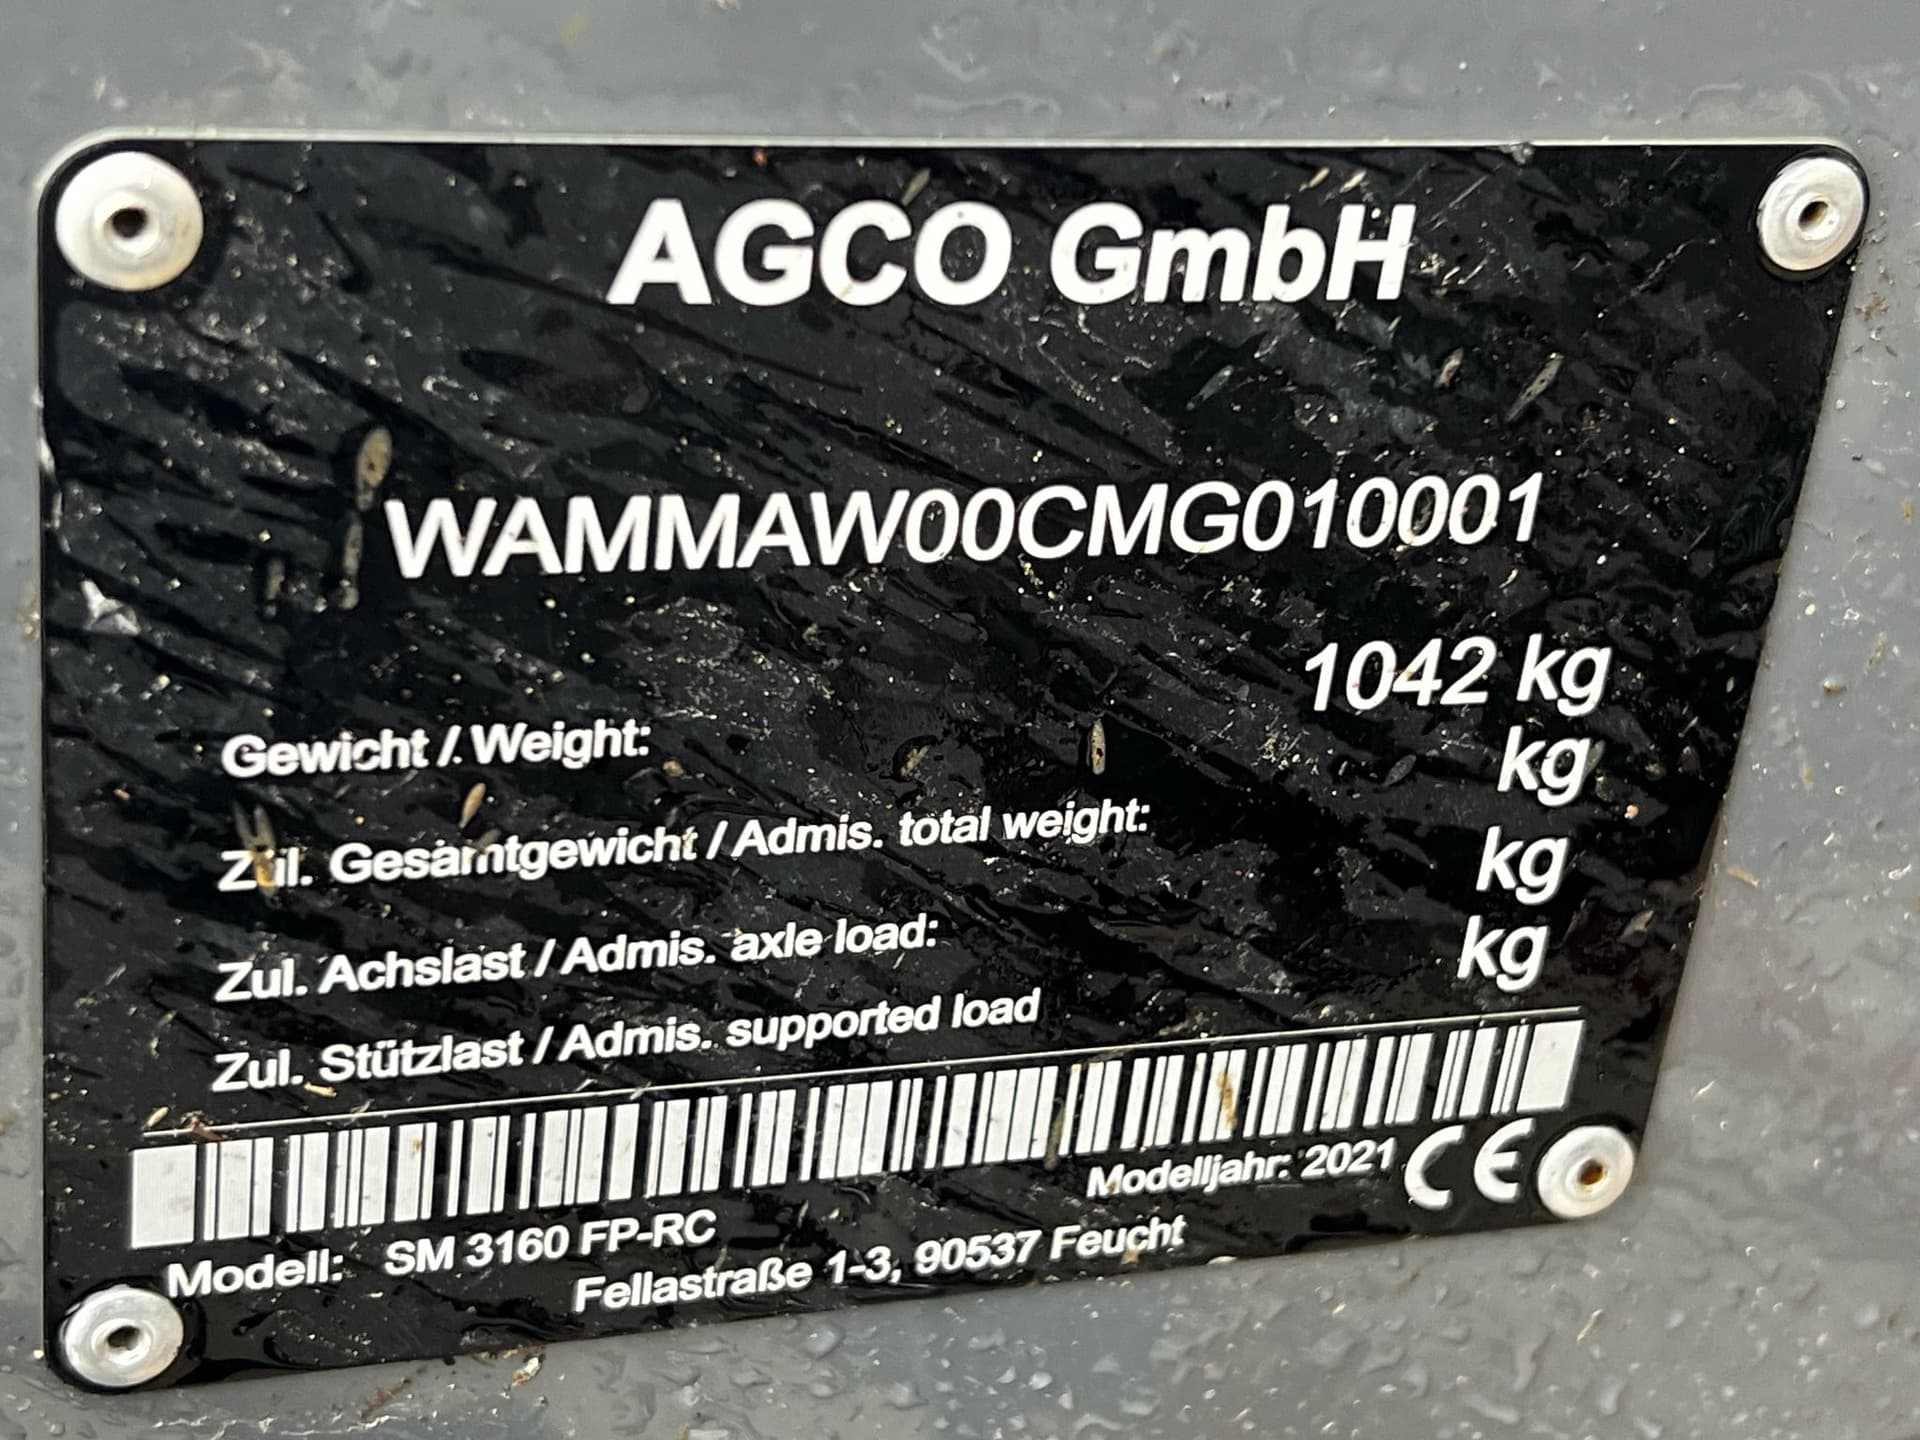 AGCO GmbH
WAMMAW00CMG010001
Gewicht / Weight: 1042 kg
Zul. Gesamtgewicht / Admis. total weight: kg
Zul. Achslast / Admis. axle load: kg
Zul. Stützlast / Admis. supported load kg
Modelljahr: 2021 CE
Modell: SM 3160 FP-RC
Fellastraße 1-3, 90537 Feucht